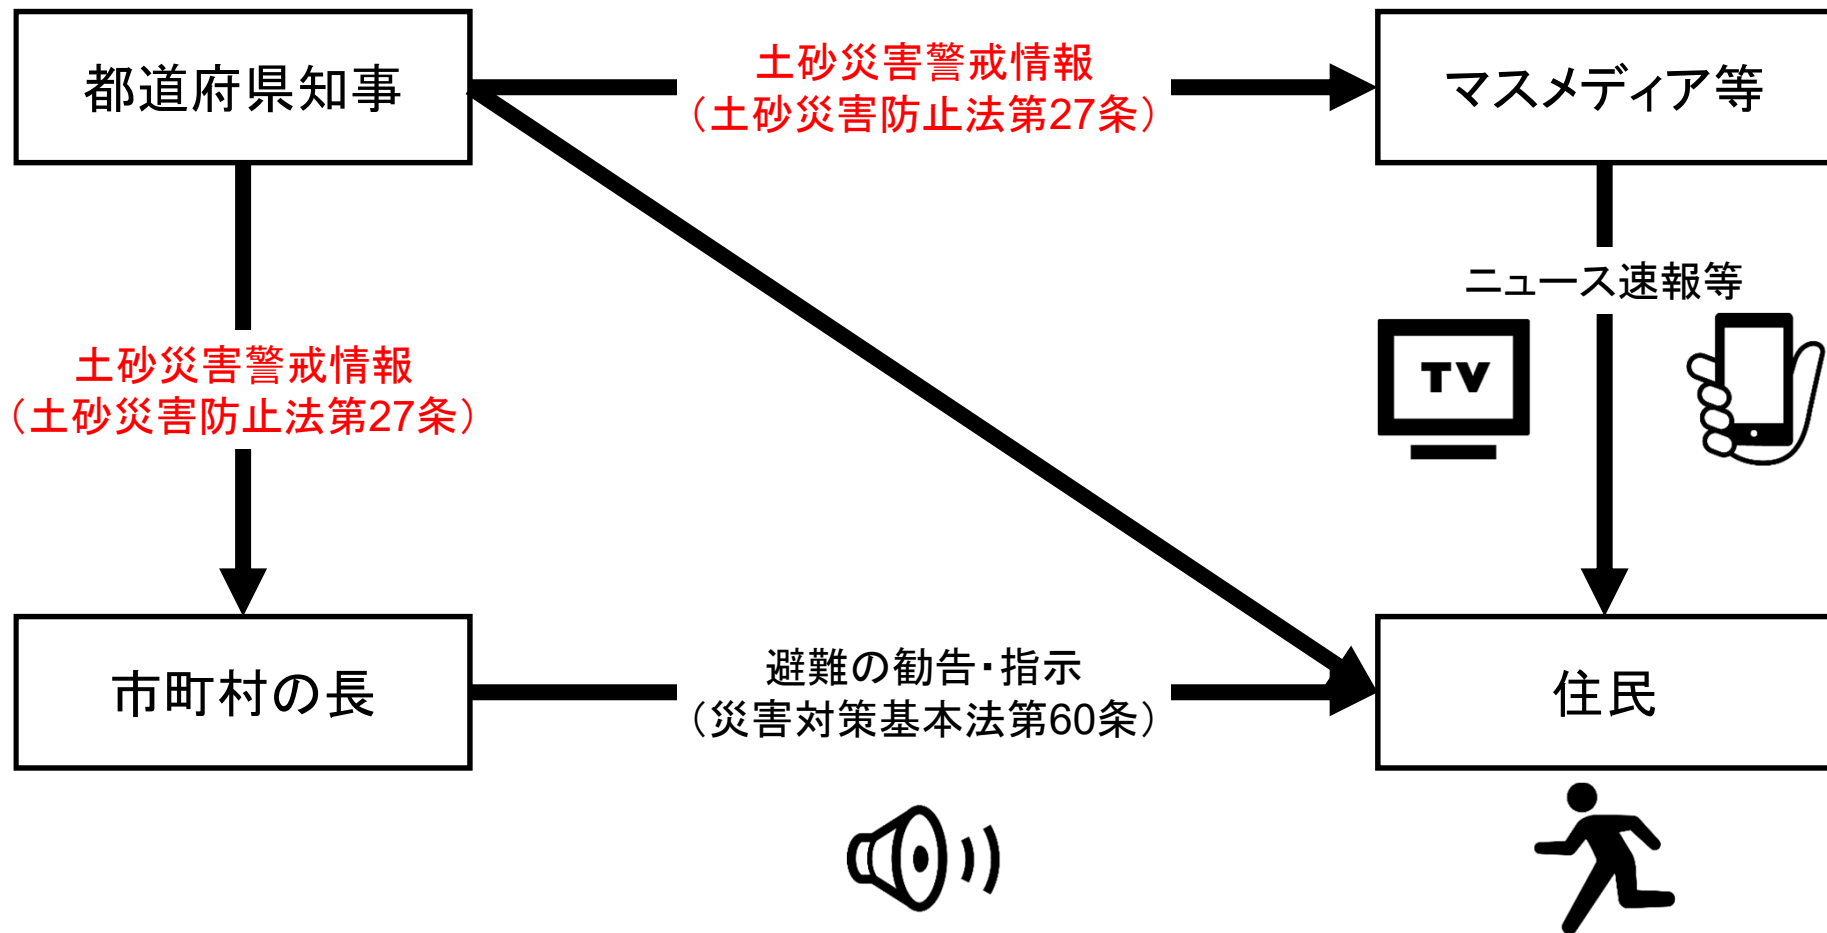 都道府県知事
土砂災害警戒情報
（土砂災害防止法第27条）
マスメディア等
ニュース速報等
TV
土砂災害警戒情報
（土砂災害防止法第27条）
市町村の長
避難の勧告・指示
（災害対策基本法第60条）
住民